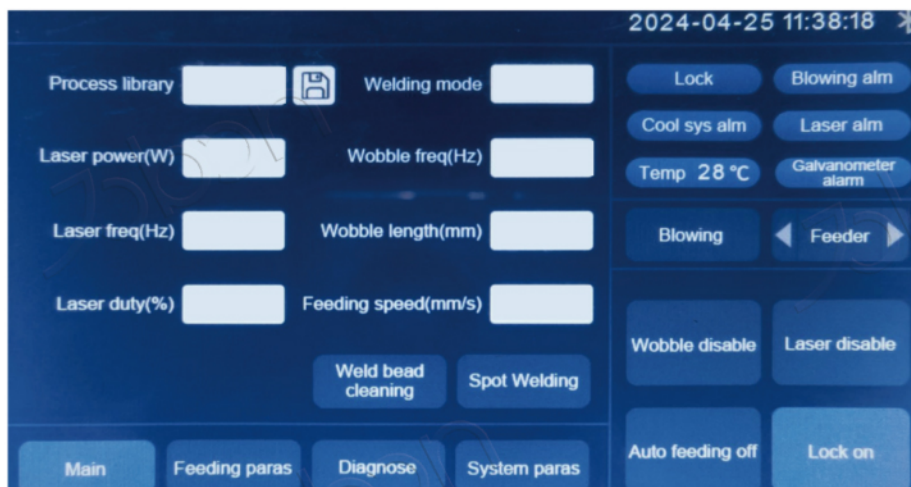 2024-04-25 11:38:18
Process library
Welding mode
Lock
Blowing alm
Cool sys alm
Laser alm
Laser power(W)
Wobble freq(Hz)
Temp 28℃
Galvanometer
alarm
Laser freq(Hz)
Wobble length(mm)
Blowing
Feeder
Laser duty(%)
Feeding speed(mm/s)
Wobble disable
Laser disable
Weld bead
cleaning
Spot Welding
Auto feeding off
Lock on
Main
Feeding paras
Diagnose
System paras